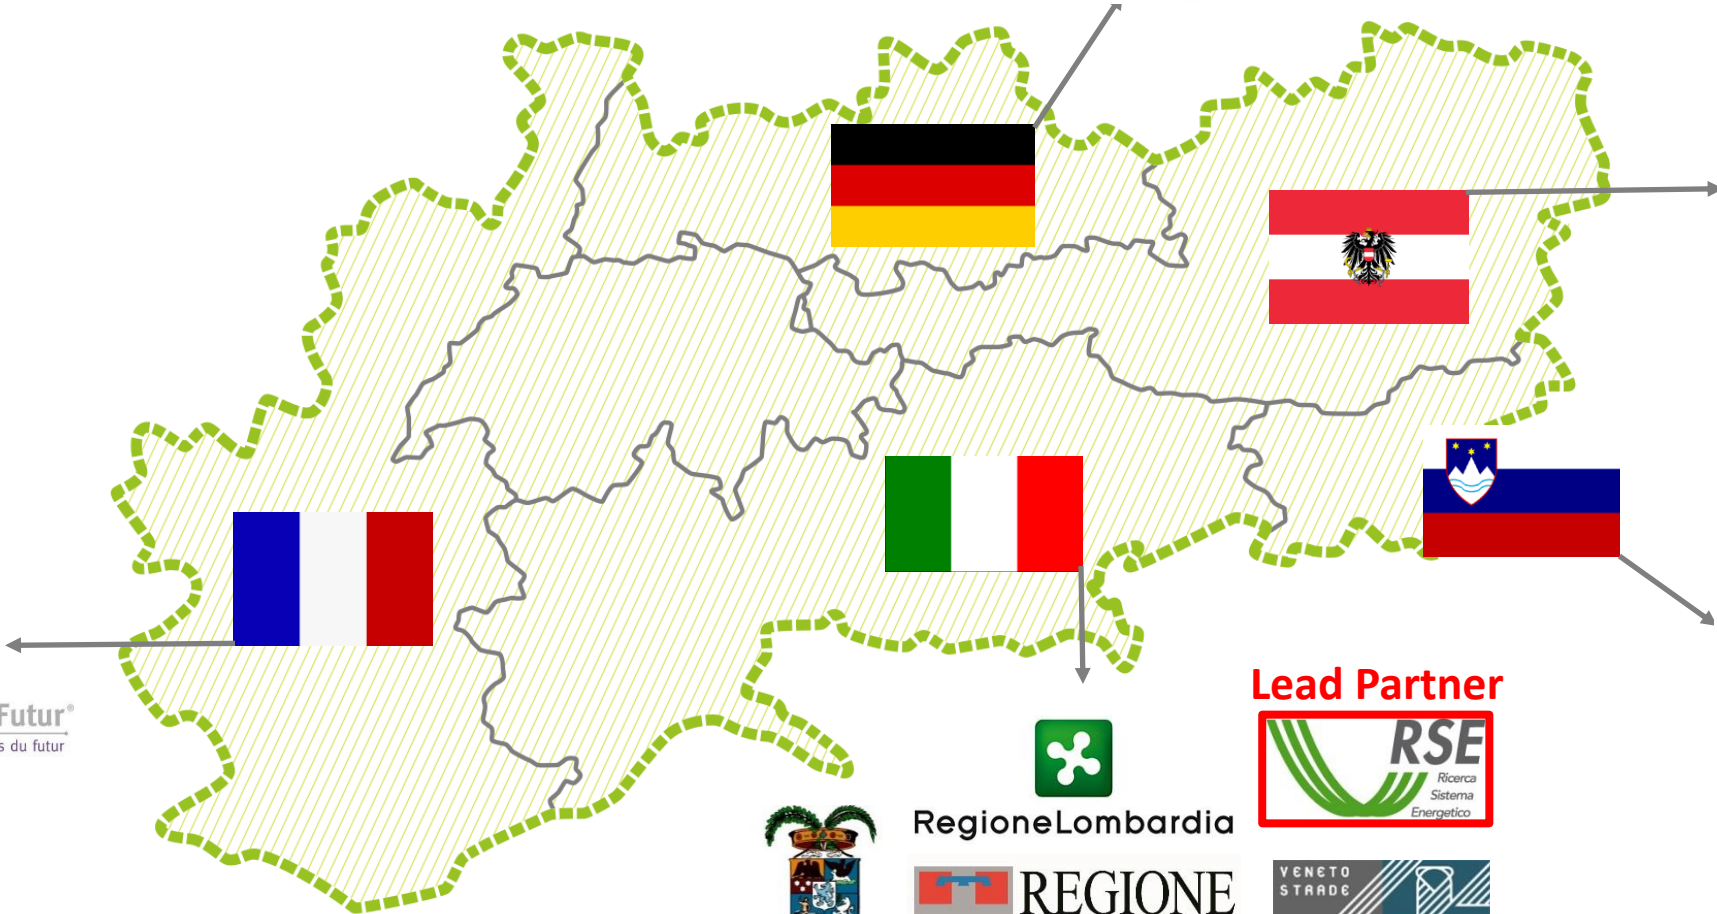 Futur®
s du futur
Lead Partner
RSE
Ricerca
Sistema
Energetico
RegioneLombardia
REGIONE
VENETO
STRADE